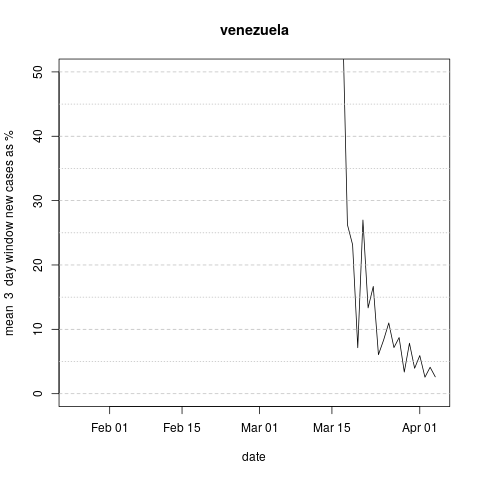 venezuela
mean  3  day window new cases as %
50
40
30
20
10
0
Feb 01
Feb 15
Mar 01
Mar 15
Apr 01
date